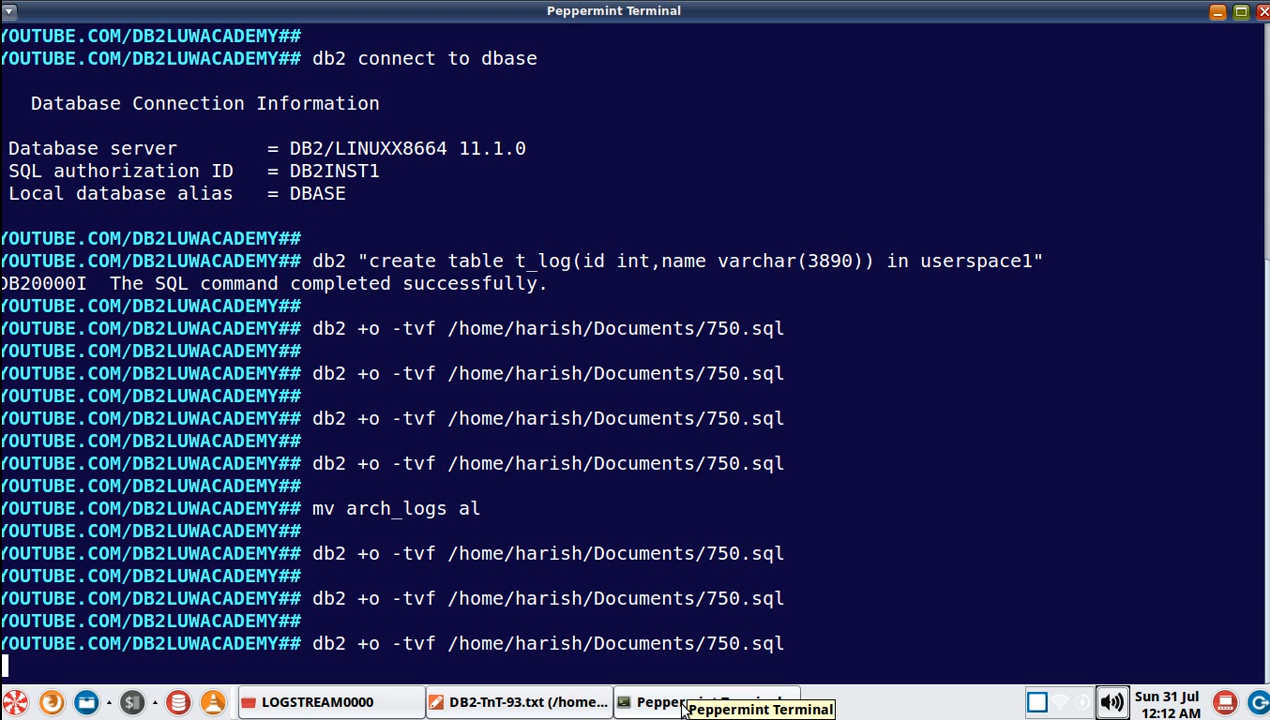 Peppermint Terminal
YOUTUBE.COM/DB2LUWACADEMY##
YOUTUBE.COM/DB2LUWACADEMY## db2 connect to dbase
Database Connection Information
Database server = DB2/LINUXX8664 11.1.0
SQL authorization ID = DB2INST1
Local database alias = DBASE
YOUTUBE.COM/DB2LUWACADEMY##
YOUTUBE.COM/DB2LUWACADEMY## db2 "create table t_log(id int,name varchar(3890)) in userspace1"
DB20000I The SQL command completed successfully.
YOUTUBE.COM/DB2LUWACADEMY##
YOUTUBE.COM/DB2LUWACADEMY## db2 +o -tvf /home/harish/Documents/750.sql
YOUTUBE.COM/DB2LUWACADEMY##
YOUTUBE.COM/DB2LUWACADEMY## db2 +o -tvf /home/harish/Documents/750.sql
YOUTUBE.COM/DB2LUWACADEMY##
YOUTUBE.COM/DB2LUWACADEMY## db2 +o -tvf /home/harish/Documents/750.sql
YOUTUBE.COM/DB2LUWACADEMY##
YOUTUBE.COM/DB2LUWACADEMY## db2 +o -tvf /home/harish/Documents/750.sql
YOUTUBE.COM/DB2LUWACADEMY##
YOUTUBE.COM/DB2LUWACADEMY## mv arch_logs al
YOUTUBE.COM/DB2LUWACADEMY##
YOUTUBE.COM/DB2LUWACADEMY## db2 +o -tvf /home/harish/Documents/750.sql
YOUTUBE.COM/DB2LUWACADEMY##
YOUTUBE.COM/DB2LUWACADEMY## db2 +o -tvf /home/harish/Documents/750.sql
YOUTUBE.COM/DB2LUWACADEMY##
YOUTUBE.COM/DB2LUWACADEMY## db2 +o -tvf /home/harish/Documents/750.sql
LOGSTREAM0000
DB2-TnT-93.txt (/home...
Peppermint Terminal
Sun 31 Jul
12:12 AM